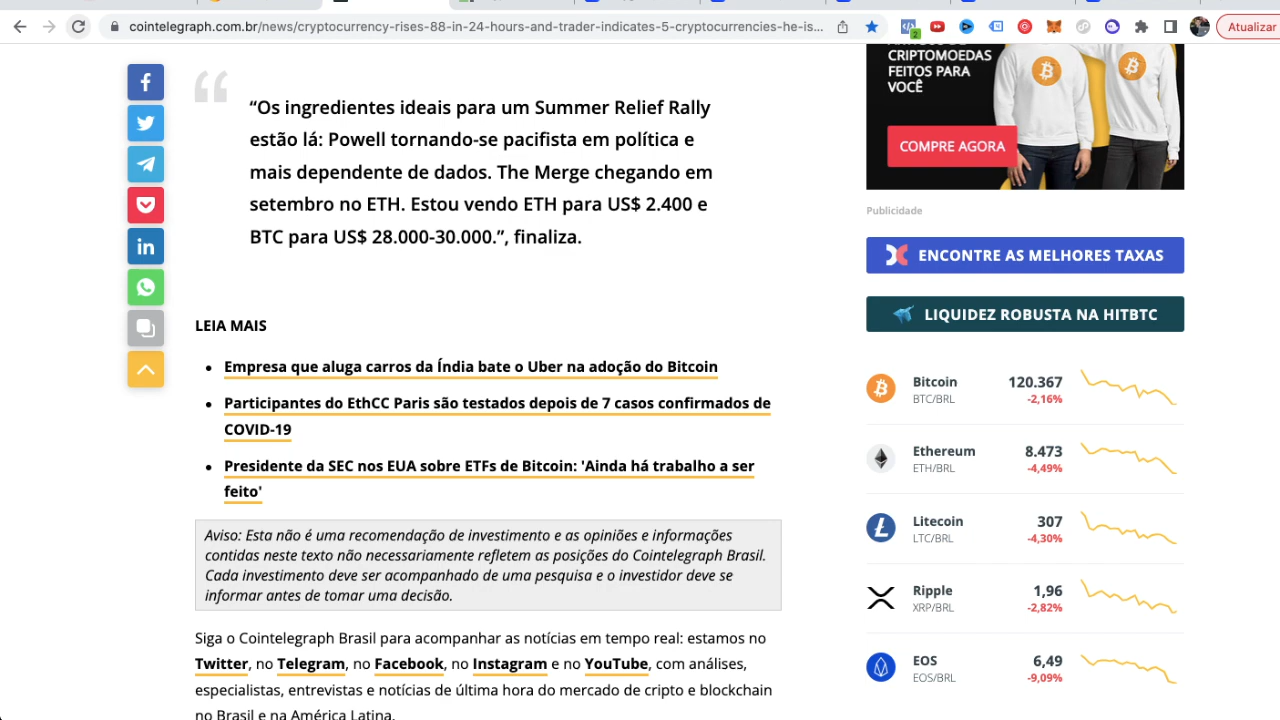 cointelegraph.com.br/news/cryptocurrency-rises-88-in-24-hours-and-trader-indicates-5-cryptocurrencies-he-is...
2
Atualizar
“Os ingredientes ideais para um Summer Relief Rally
estão lá: Powell tornando-se pacifista em política e
mais dependente de dados. The Merge chegando em
setembro no ETH. Estou vendo ETH para US$ 2.400 e
BTC para US$ 28.000-30.000.”, finaliza.
LEIA MAIS
Empresa que aluga carros da Índia bate o Uber na adoção do Bitcoin
Participantes do EthCC Paris são testados depois de 7 casos confirmados de
COVID-19
Presidente da SEC nos EUA sobre ETFs de Bitcoin: 'Ainda há trabalho a ser
feito'
Aviso: Esta não é uma recomendação de investimento e as opiniões e informações
contidas neste texto não necessariamente refletem as posições do Cointelegraph Brasil.
Cada investimento deve ser acompanhado de uma pesquisa e o investidor deve se
informar antes de tomar uma decisão.
Siga o Cointelegraph Brasil para acompanhar as notícias em tempo real: estamos no
Twitter, no Telegram, no Facebook, no Instagram e no YouTube, com análises,
especialistas, entrevistas e notícias de última hora do mercado de cripto e blockchain
no Brasil e na América Latina.
CRIPTOMOEDAS
FEITOS PARA
VOCÊ
COMPRE AGORA
Publicidade
ENCONTRE AS MELHORES TAXAS
LIQUIDEZ ROBUSTA NA HITBTC
Bitcoin 120.367
BTC/BRL -2,16%
Ethereum 8.473
ETH/BRL -4,49%
Litecoin 307
LTC/BRL -4,30%
Ripple 1,96
XRP/BRL -2,82%
EOS 6,49
EOS/BRL -9,09%